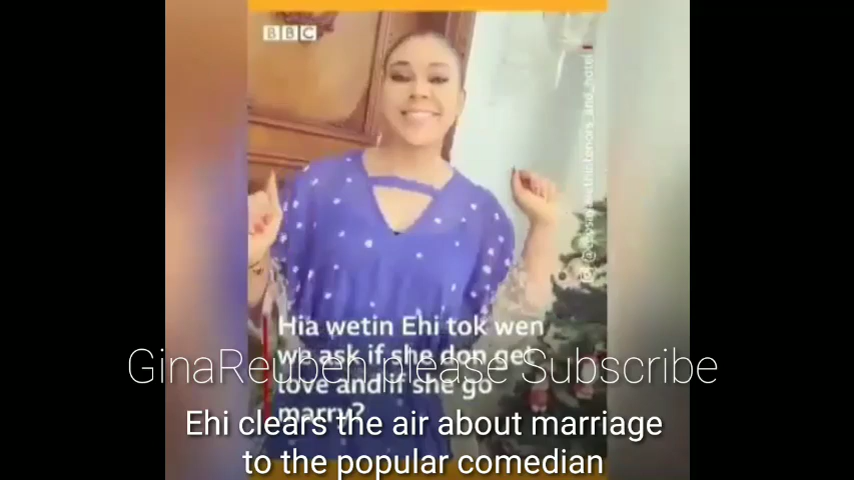 BBC
Hia wetin Ehi tok wen
we ask if she don get
love and if she go
marry?
GinaReuben please Subscribe
Ehi clears the air about marriage
to the popular comedian